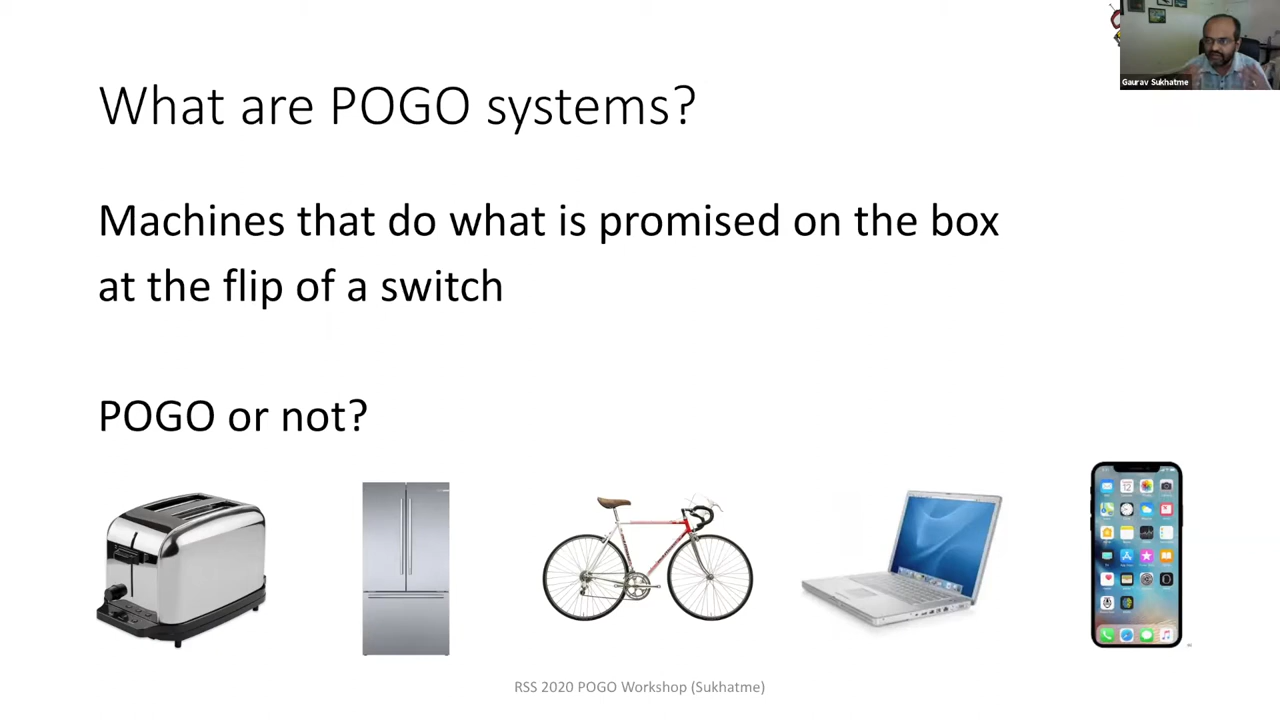 Gaurav Sukhatme
What are POGO systems?
Machines that do what is promised on the box
at the flip of a switch
POGO or not?
RSS 2020 POGO Workshop (Sukhatme)